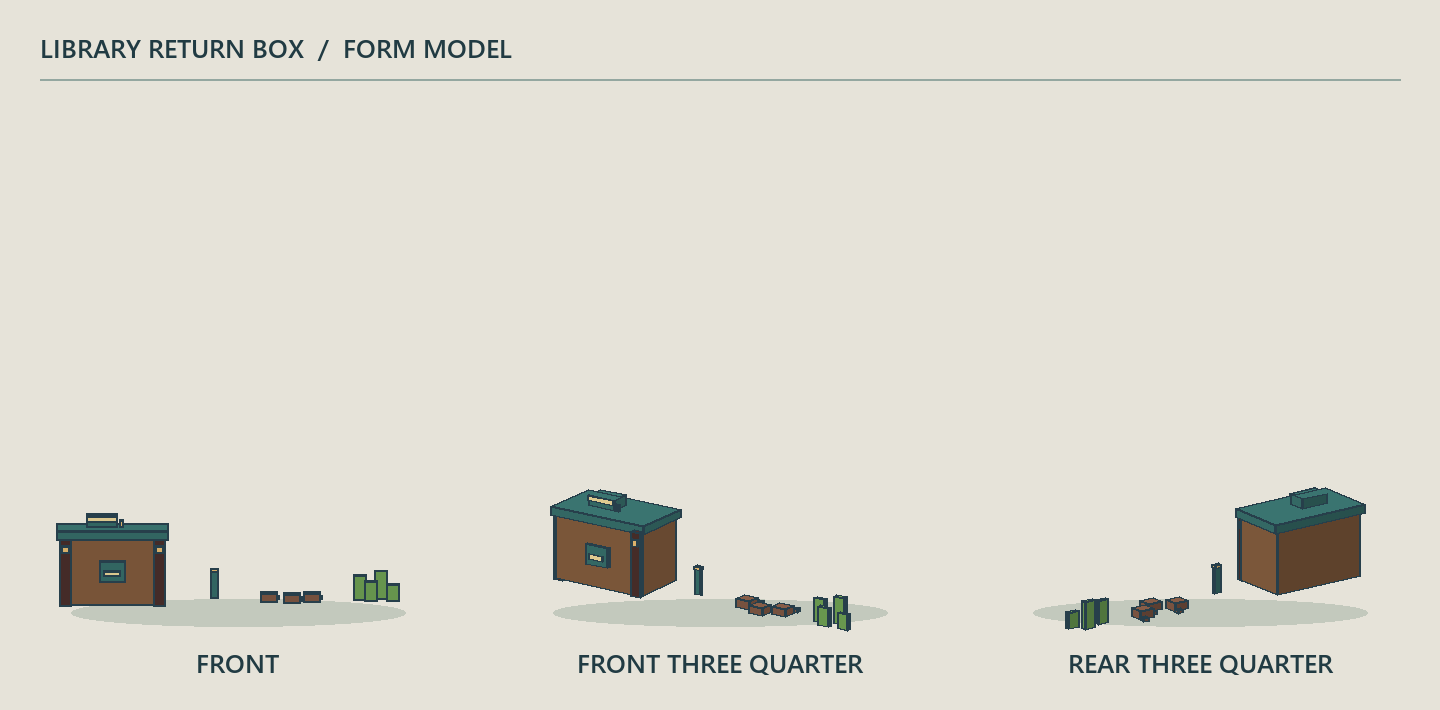 LIBRARY RETURN BOX / FORM MODEL
FRONT
FRONT THREE QUARTER
REAR THREE QUARTER